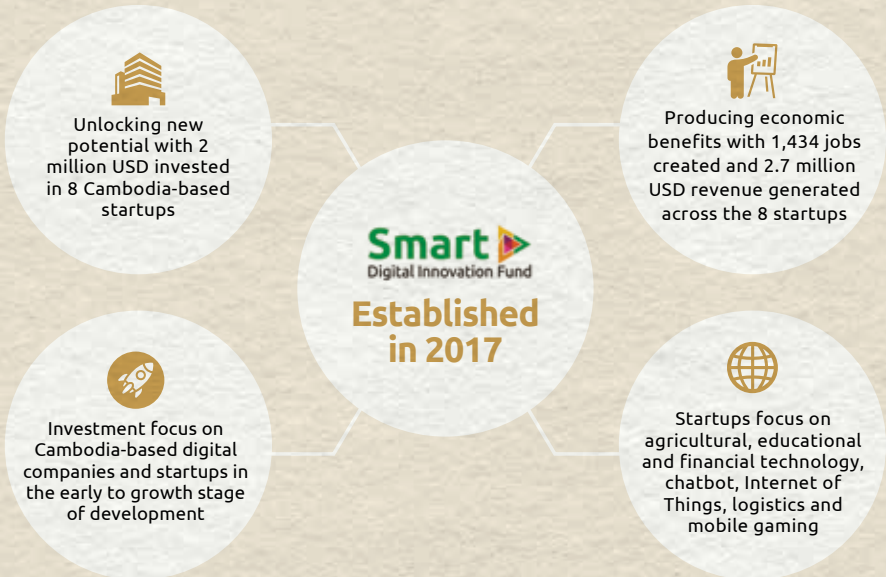 Unlocking new
potential with 2
million USD invested
in 8 Cambodia-based
startups
Producing economic
benefits with 1,434 jobs
created and 2.7 million
USD revenue generated
across the 8 startups
Smart
Digital Innovation Fund
Established
in 2017
Investment focus on
Cambodia-based digital
companies and startups in
the early to growth stage
of development
Startups focus on
agricultural, educational
and financial technology,
chatbot, Internet of
Things, logistics and
mobile gaming